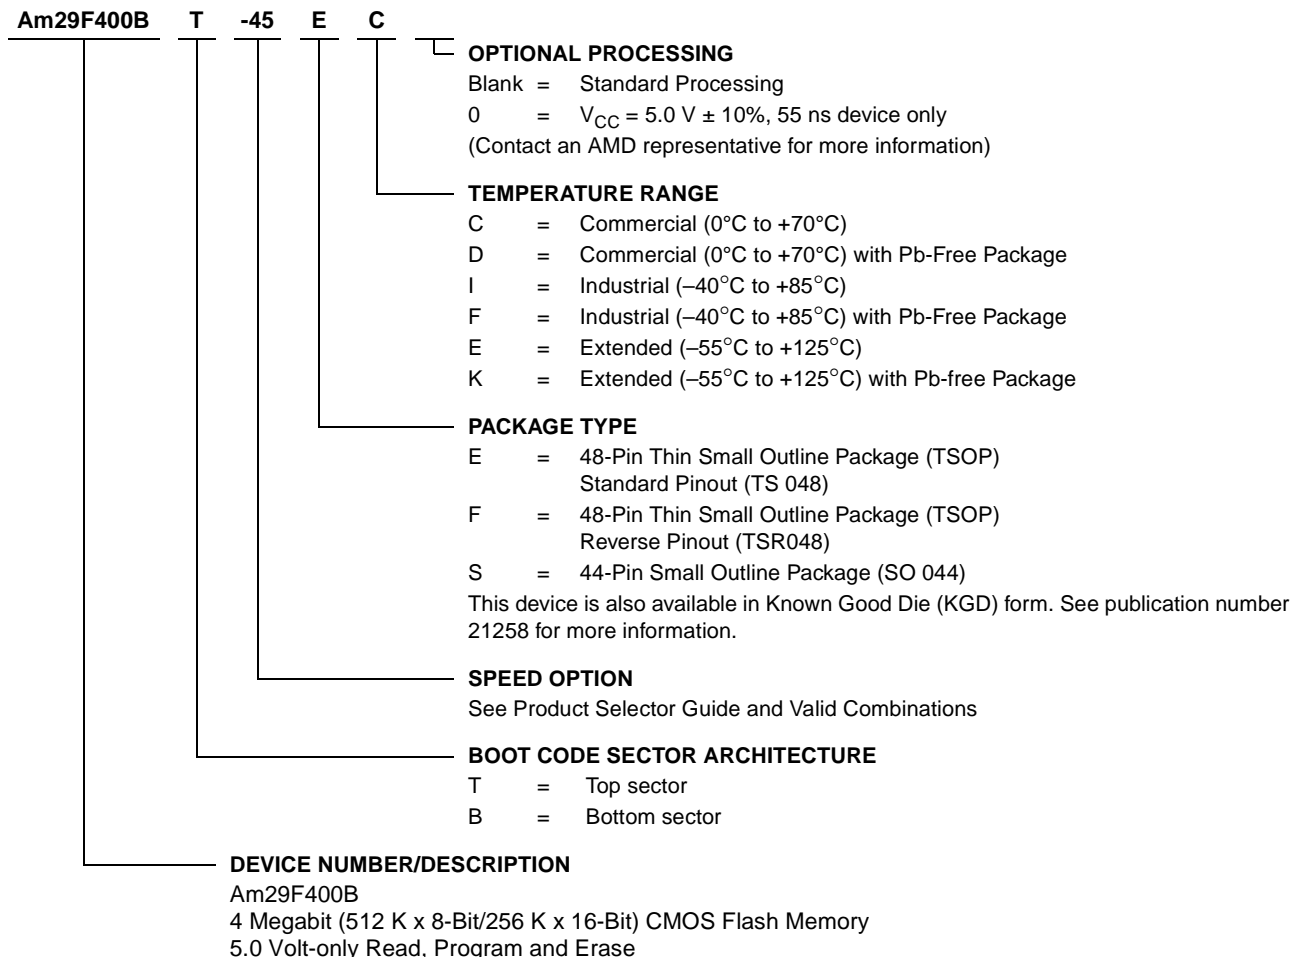 Am29F400B T -45 E C
OPTIONAL PROCESSING
Blank = Standard Processing
0 = VCC = 5.0 V ± 10%, 55 ns device only
(Contact an AMD representative for more information)
TEMPERATURE RANGE
C = Commercial (0°C to +70°C)
D = Commercial (0°C to +70°C) with Pb-Free Package
I = Industrial (–40°C to +85°C)
F = Industrial (–40°C to +85°C) with Pb-Free Package
E = Extended (–55°C to +125°C)
K = Extended (–55°C to +125°C) with Pb-free Package
PACKAGE TYPE
E = 48-Pin Thin Small Outline Package (TSOP)
Standard Pinout (TS 048)
F = 48-Pin Thin Small Outline Package (TSOP)
Reverse Pinout (TSR048)
S = 44-Pin Small Outline Package (SO 044)
This device is also available in Known Good Die (KGD) form. See publication number
21258 for more information.
SPEED OPTION
See Product Selector Guide and Valid Combinations
BOOT CODE SECTOR ARCHITECTURE
T = Top sector
B = Bottom sector
DEVICE NUMBER/DESCRIPTION
Am29F400B
4 Megabit (512 K x 8-Bit/256 K x 16-Bit) CMOS Flash Memory
5.0 Volt-only Read, Program and Erase